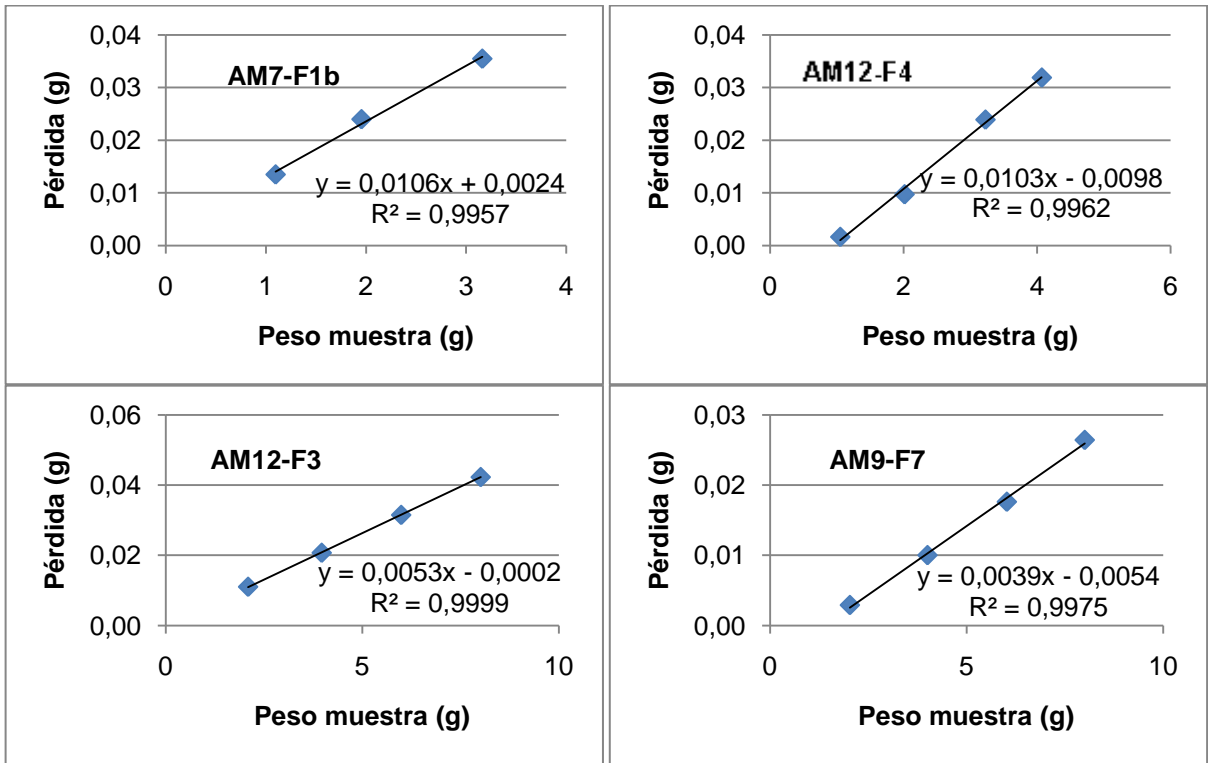 0,04
0,03
0,02
0,01
0,00
Pérdida (g)
AM7-F1b
y = 0,0106x + 0,0024
R² = 0,9957
0 1 2 3 4
Peso muestra (g)
0,04
0,03
0,02
0,01
0,00
Pérdida (g)
AM12-F4
y = 0,0103x - 0,0098
R² = 0,9962
0 2 4 6
Peso muestra (g)
0,06
0,04
0,02
0,00
Pérdida (g)
AM12-F3
y = 0,0053x - 0,0002
R² = 0,9999
0 5 10
Peso muestra (g)
0,03
0,02
0,01
0,00
Pérdida (g)
AM9-F7
y = 0,0039x - 0,0054
R² = 0,9975
0 5 10
Peso muestra (g)